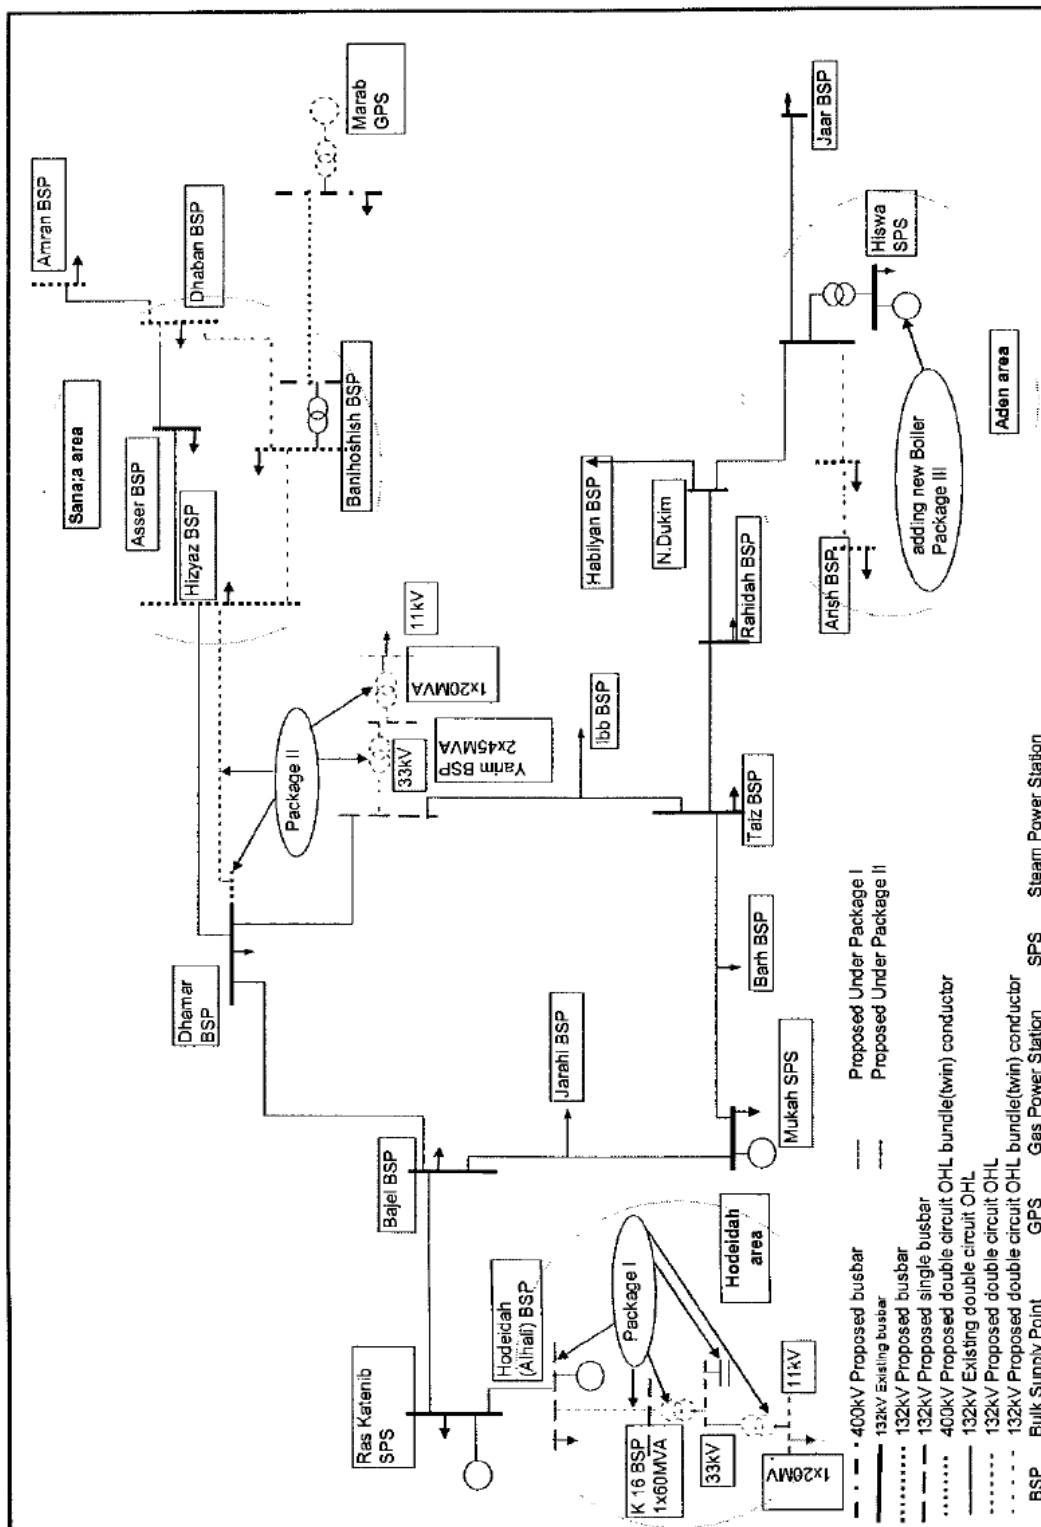 Amran BSP
Dhaban BSP
Marab
GPS
Sana;a area
Asser BSP
Hizyaz BSP
Banihoshish BSP
11kV
1x20MVA
33kV
Yarim BSP
2x45MVA
Package II
Dhamar
BSP
Ibb BSP
Jaar BSP
Hiswa
SPS
Aden area
adding new Boiler
Package III
Habilyan BSP
N.Dukim
Rahidah BSP
Arish BSP
Taiz BSP
Barh BSP
Jarahi BSP
Mukah SPS
Bajel BSP
Hodeidah
area
Package I
Hodeidah
(Alhali) BSP
Ras Katenib
SPS
K 16 BSP
1x60MVA
33kV
11kV
1x20MV
400kV Proposed busbar
132kV Existing busbar
132kV Proposed busbar
132kV Proposed single busbar
400kV Proposed double circuit OHL bundle(twin) conductor
132kV Existing double circuit OHL
132kV Proposed double circuit OHL
132kV Proposed double circuit OHL bundle(twin) conductor
Proposed Under Package I
Proposed Under Package II
BSP Bulk Supply Point GPS Gas Power Station SPS Steam Power Station